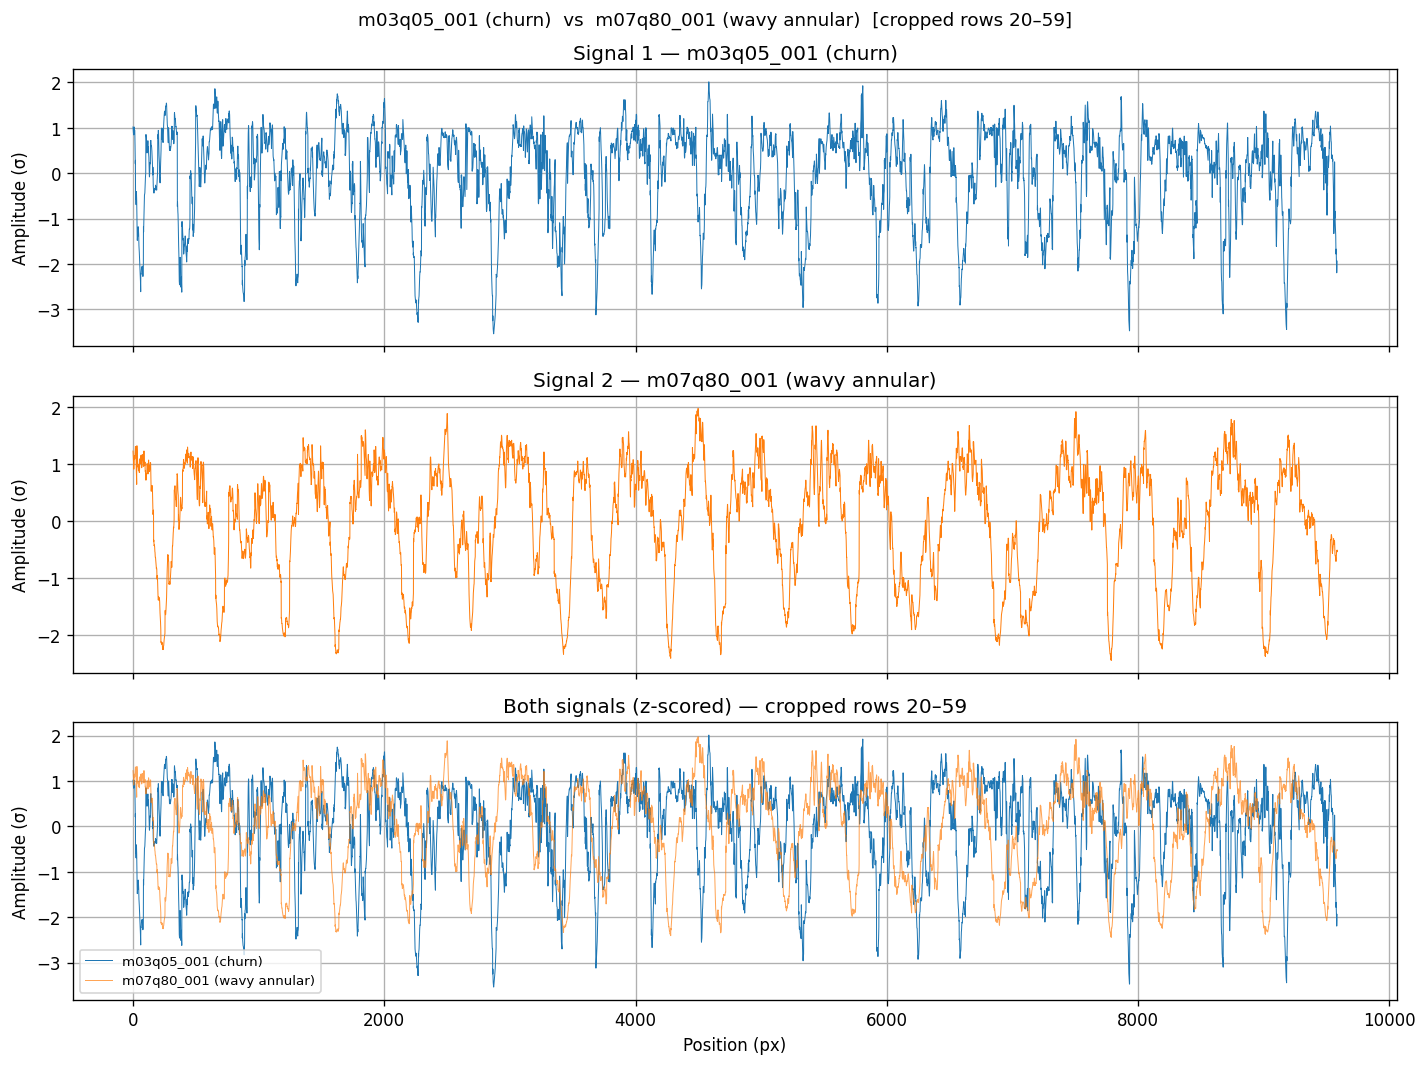 m03q05_001 (churn)  vs  m07q80_001 (wavy annular)  [cropped rows 20–59]
Signal 1 — m03q05_001 (churn)
2
1
0
−1
−2
−3
Amplitude (σ)
Signal 2 — m07q80_001 (wavy annular)
2
1
0
−1
−2
Amplitude (σ)
Both signals (z-scored) — cropped rows 20–59
2
1
0
−1
−2
−3
Amplitude (σ)
m03q05_001 (churn)
m07q80_001 (wavy annular)
0 2000 4000 6000 8000 10000
Position (px)